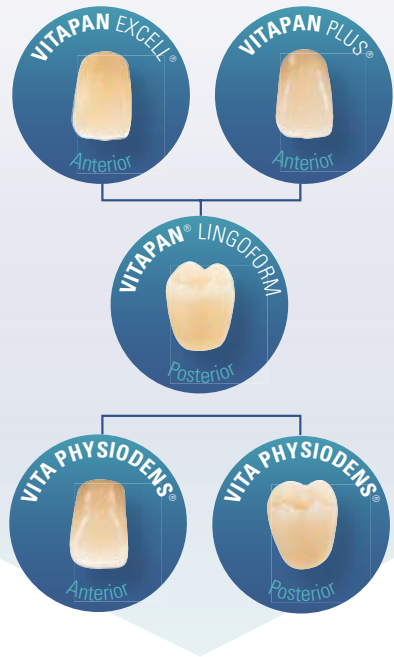 VITAPAN EXCELL®
Anterior
VITAPAN PLUS®
Anterior
VITAPAN® LINGOFORM
Posterior
VITA PHYSIODENS®
Anterior
VITA PHYSIODENS®
Posterior